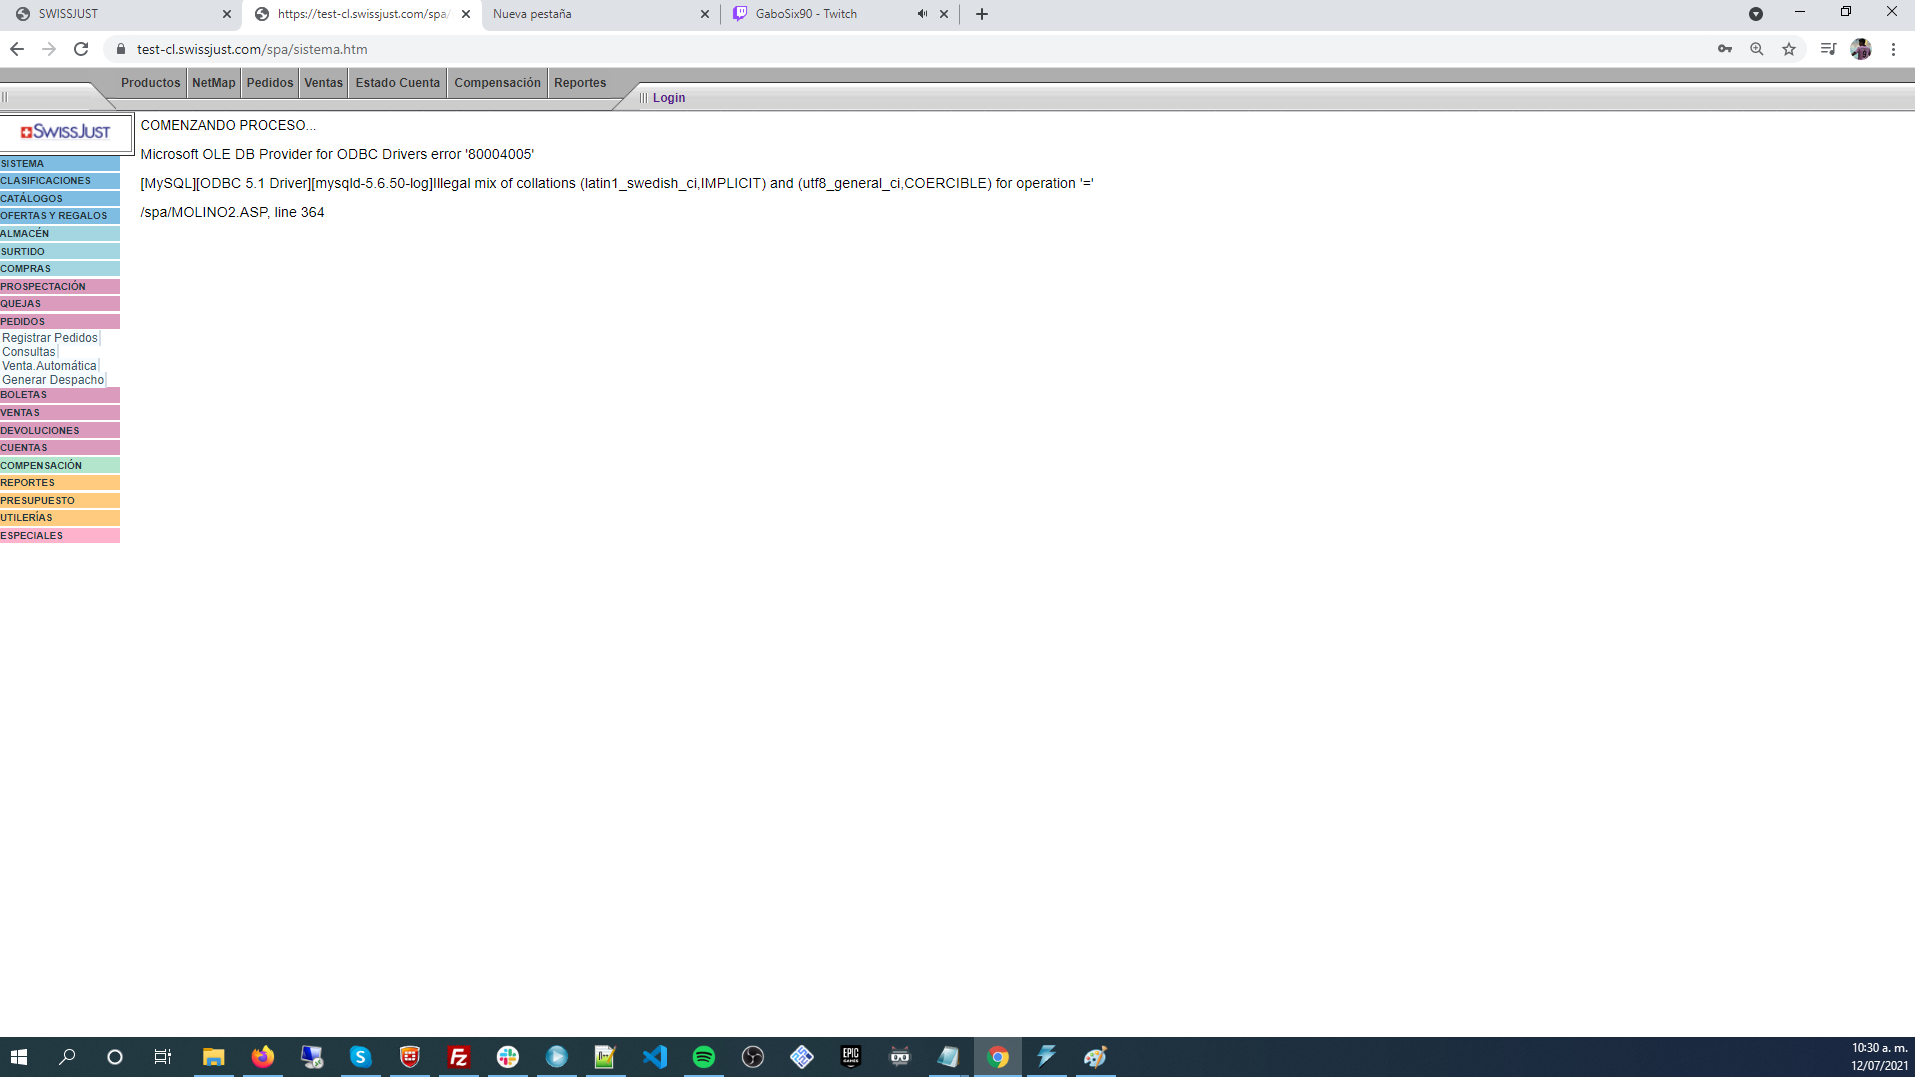 SWISSJUST
https://test-cl.swissjust.com/spa/
Nueva pestaña
GaboSix90 - Twitch
test-cl.swissjust.com/spa/sistema.htm
Productos
NetMap
Pedidos
Ventas
Estado Cuenta
Compensación
Reportes
Login
SWISSJUST
SISTEMA
CLASIFICACIONES
CATÁLOGOS
OFERTAS Y REGALOS
ALMACÉN
SURTIDO
COMPRAS
PROSPECTACIÓN
QUEJAS
PEDIDOS
Registrar Pedidos
Consultas
Venta.Automática
Generar Despacho
BOLETAS
VENTAS
DEVOLUCIONES
CUENTAS
COMPENSACIÓN
REPORTES
PRESUPUESTO
UTILERÍAS
ESPECIALES
COMENZANDO PROCESO...
Microsoft OLE DB Provider for ODBC Drivers error '80004005'
[MySQL][ODBC 5.1 Driver][mysqld-5.6.50-log]Illegal mix of collations (latin1_swedish_ci,IMPLICIT) and (utf8_general_ci,COERCIBLE) for operation '='
/spa/MOLINO2.ASP, line 364
EPIC
GAMES
10:30 a. m.
12/07/2021